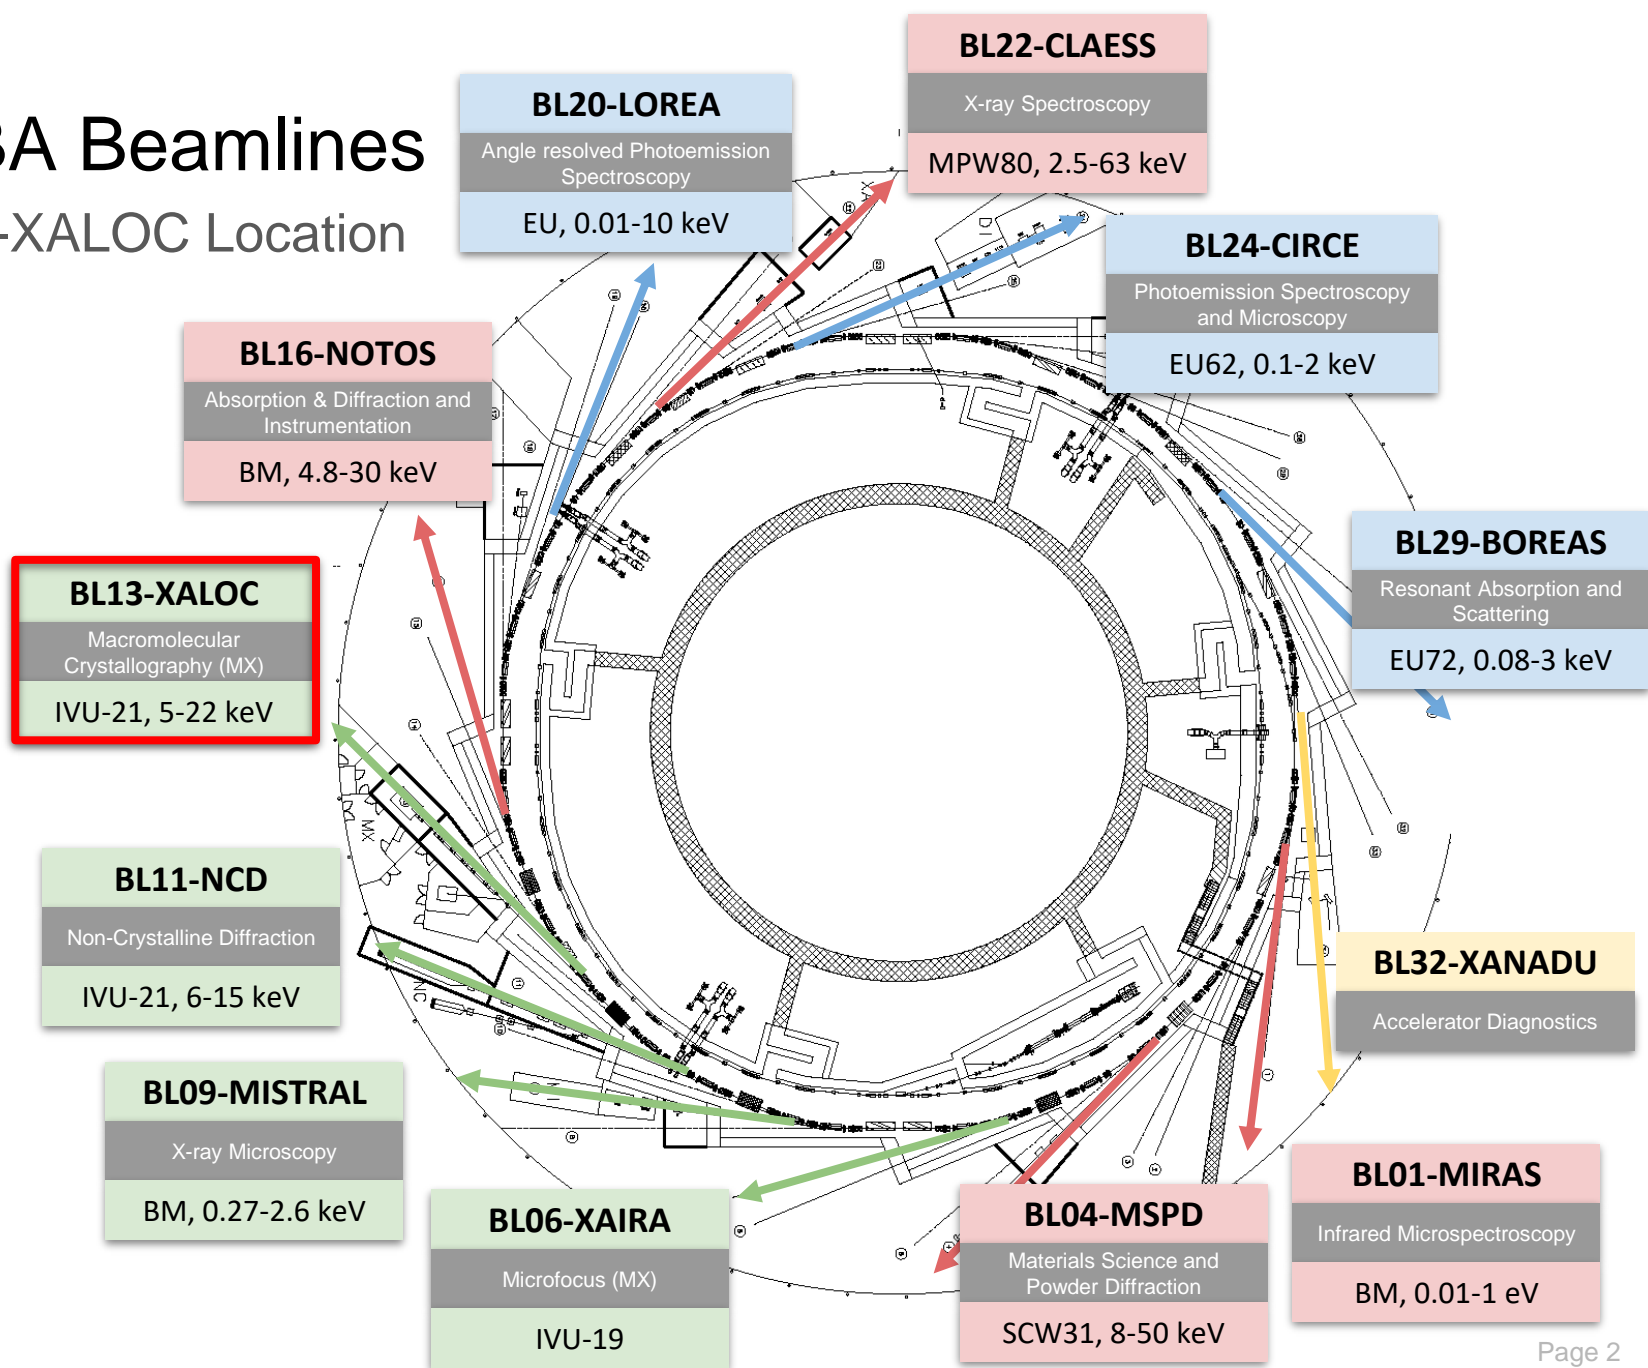 BA Beamlines
-XALOC Location
BL22-CLAESS
X-ray Spectroscopy
MPW80, 2.5-63 keV
BL20-LOREA
Angle resolved Photoemission
Spectroscopy
EU, 0.01-10 keV
BL24-CIRCE
Photoemission Spectroscopy
and Microscopy
EU62, 0.1-2 keV
BL16-NOTOS
Absorption & Diffraction and
Instrumentation
BM, 4.8-30 keV
BL29-BOREAS
Resonant Absorption and
Scattering
EU72, 0.08-3 keV
BL13-XALOC
Macromolecular
Crystallography (MX)
IVU-21, 5-22 keV
MX
BL11-NCD
Non-Crystalline Diffraction
IVU-21, 6-15 keV
NC
BL32-XANADU
Accelerator Diagnostics
BL09-MISTRAL
X-ray Microscopy
BM, 0.27-2.6 keV
BL06-XAIRA
Microfocus (MX)
IVU-19
BL04-MSPD
Materials Science and
Powder Diffraction
SCW31, 8-50 keV
BL01-MIRAS
Infrared Microspectroscopy
BM, 0.01-1 eV
Page 2